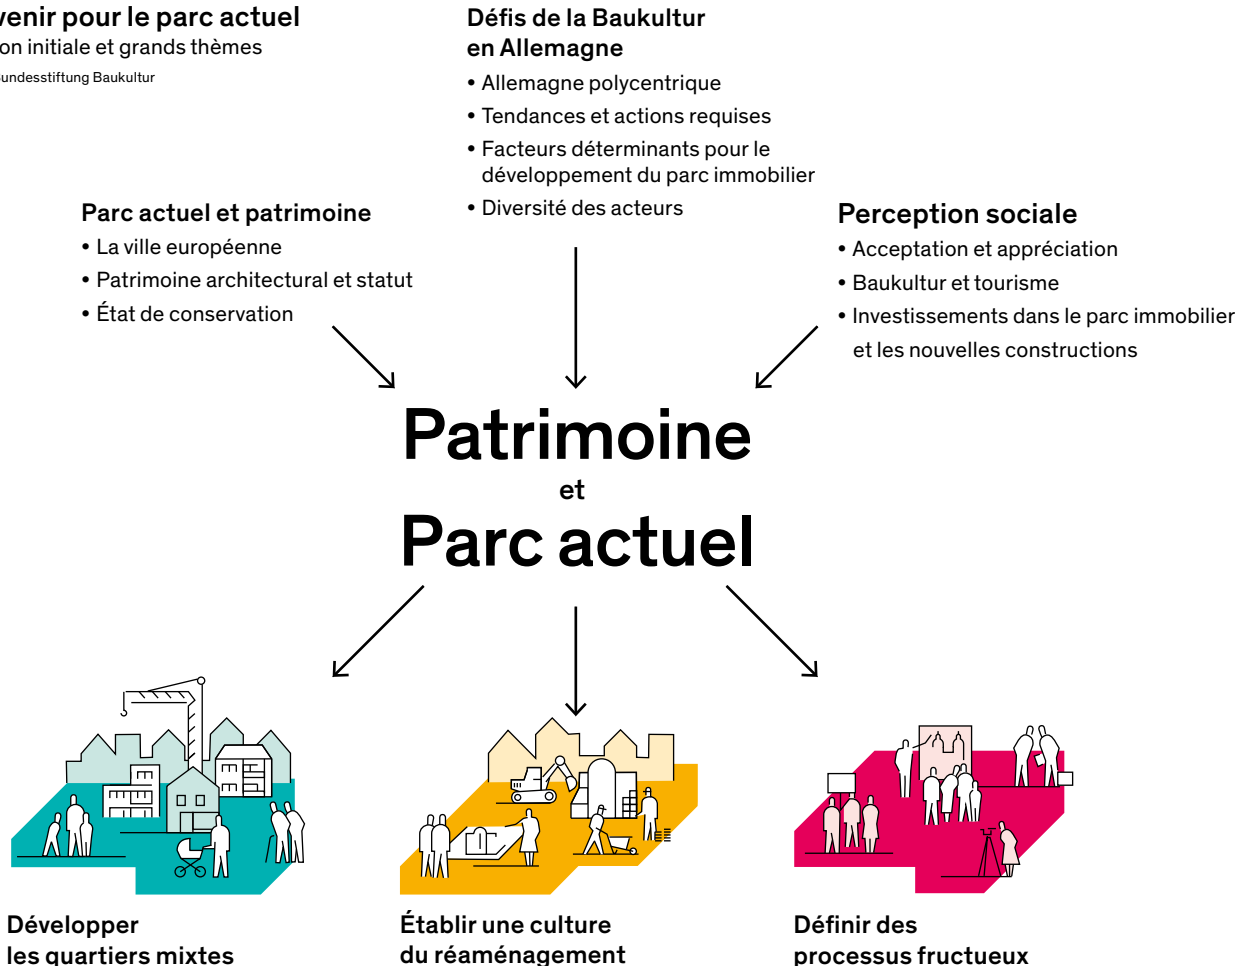 venir pour le parc actuel
on initiale et grands thèmes
undesstiftung Baukultur
Défis de la Baukultur
en Allemagne
• Allemagne polycentrique
• Tendances et actions requises
• Facteurs déterminants pour le
développement du parc immobilier
• Diversité des acteurs
Parc actuel et patrimoine
• La ville européenne
• Patrimoine architectural et statut
• État de conservation
Perception sociale
• Acceptation et appréciation
• Baukultur et tourisme
• Investissements dans le parc immobilier
et les nouvelles constructions
Patrimoine
et
Parc actuel
Développer
les quartiers mixtes
Établir une culture
du réaménagement
Définir des
processus fructueux